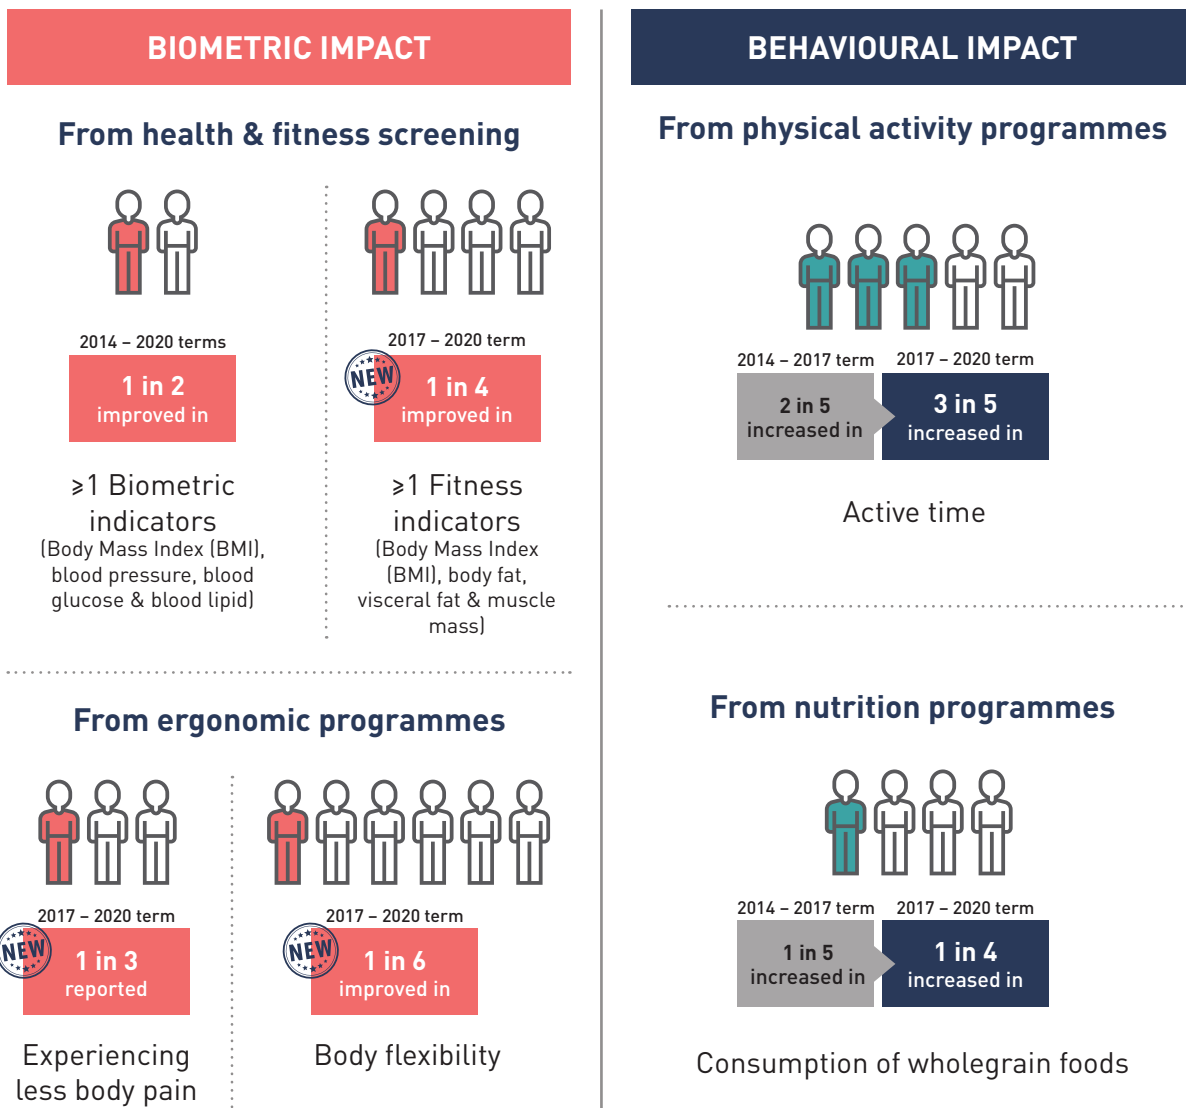 BIOMETRIC IMPACT
From health & fitness screening
2014 – 2020 terms
1 in 2
improved in
⩾1 Biometric
indicators
(Body Mass Index (BMI),
blood pressure, blood
glucose & blood lipid)
2017 – 2020 term
NEW
1 in 4
improved in
⩾1 Fitness
indicators
(Body Mass Index
(BMI), body fat,
visceral fat & muscle
mass)
From ergonomic programmes
2017 – 2020 term
NEW
1 in 3
reported
Experiencing
less body pain
2017 – 2020 term
NEW
1 in 6
improved in
Body flexibility
BEHAVIOURAL IMPACT
From physical activity programmes
2014 – 2017 term
2 in 5
increased in
2017 – 2020 term
3 in 5
increased in
Active time
From nutrition programmes
2014 – 2017 term
1 in 5
increased in
2017 – 2020 term
1 in 4
increased in
Consumption of wholegrain foods